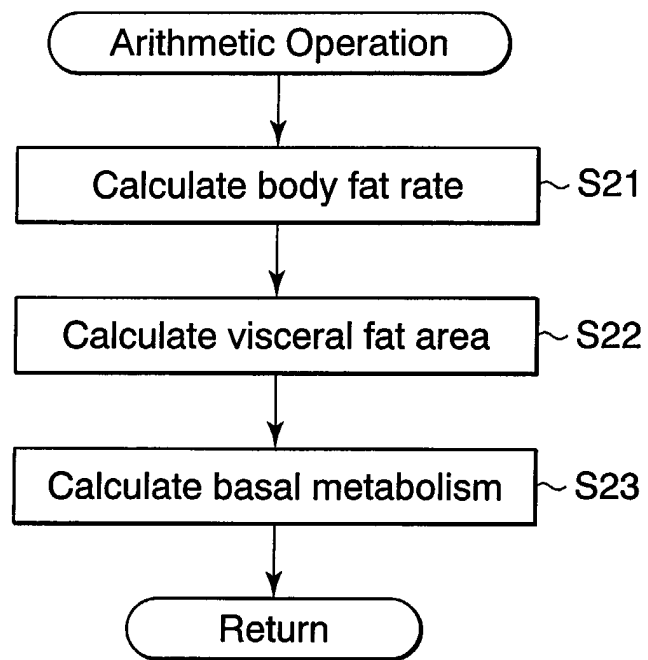 Arithmetic Operation
Calculate body fat rate
S21
Calculate visceral fat area
S22
Calculate basal metabolism
S23
Return